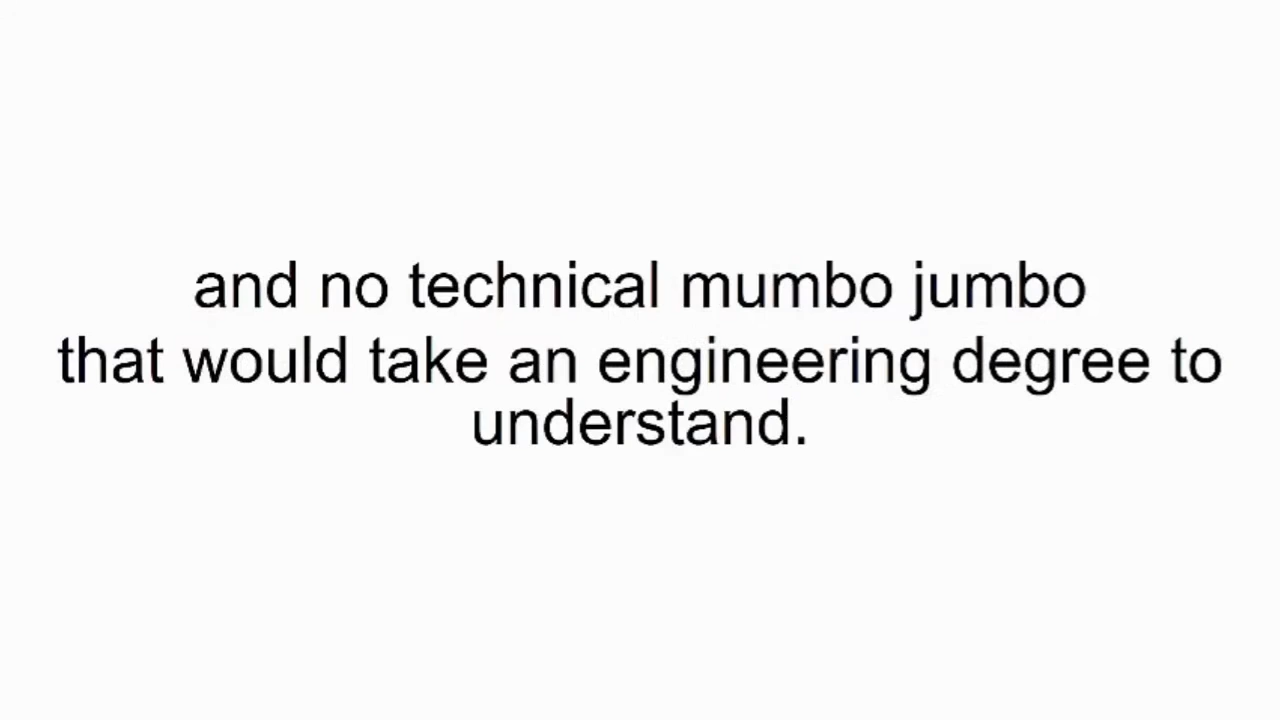 and no technical mumbo jumbo
that would take an engineering degree to
understand.